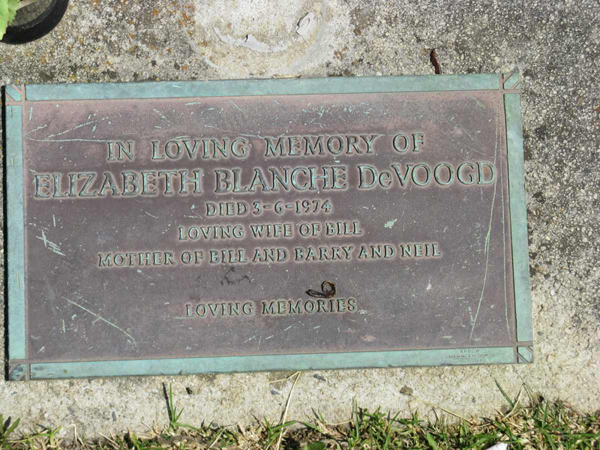 IN LOVING MEMORY OF
ELIZABETH BLANCHE DeVOOGD
DIED 3-6-1974
LOVING WIFE OF BILL
MOTHER OF BILL AND BARRY AND NEIL
LOVING MEMORIES